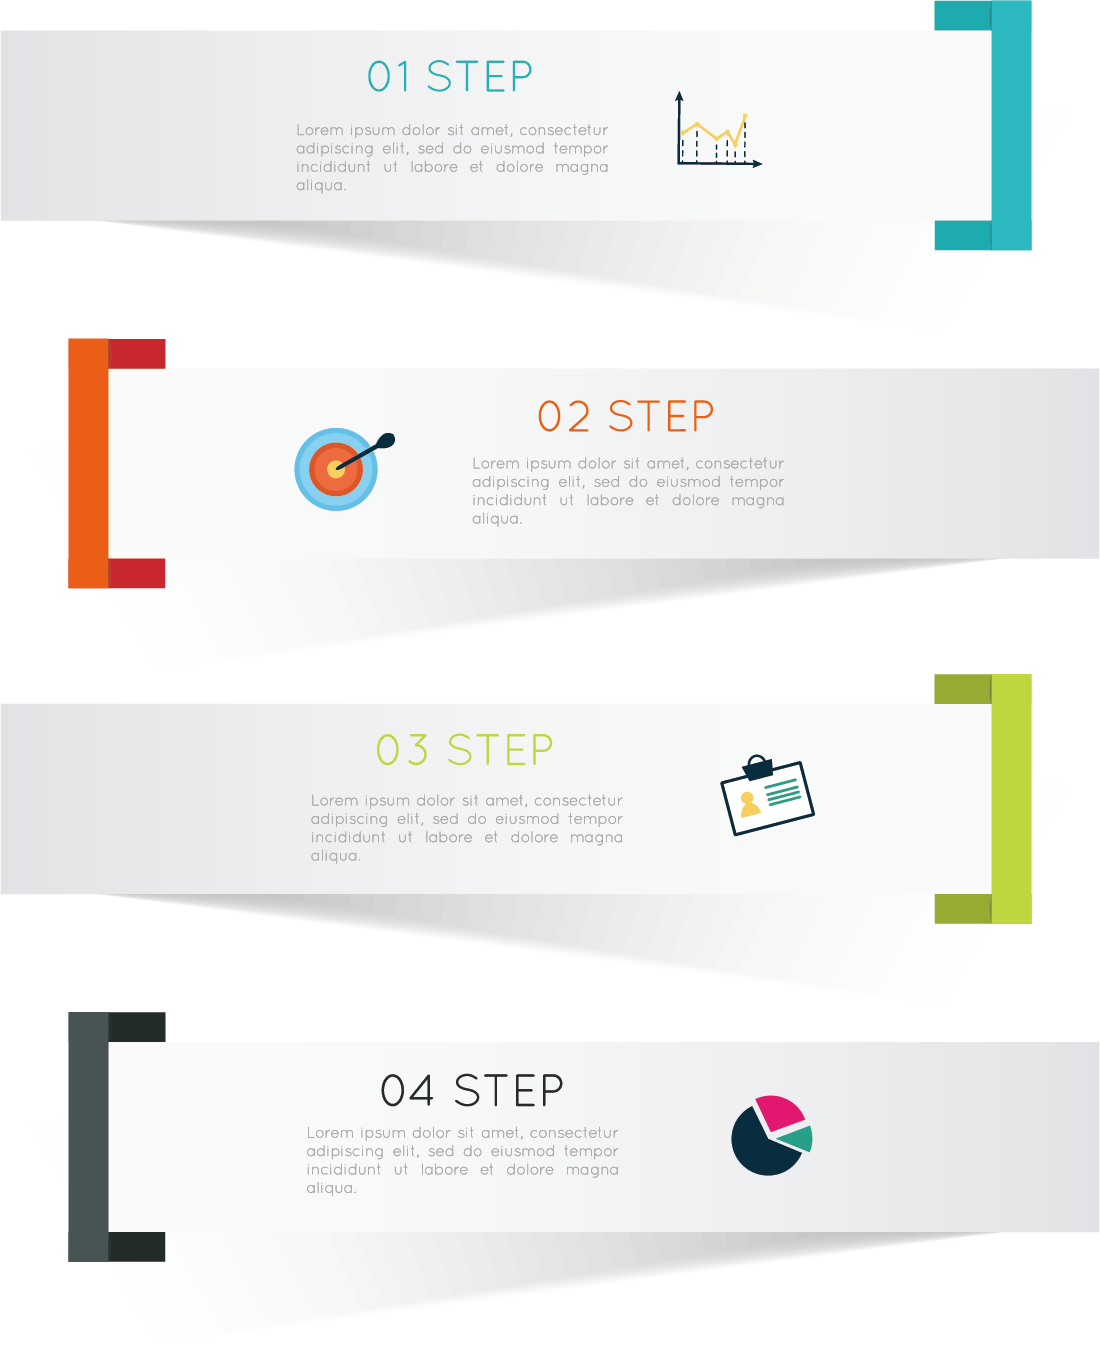 01 STEP
Lorem ipsum dolor sit amet, consectetur
adipiscing elit, sed do eiusmod tempor
incididunt ut labore et dolore magna
aliqua.
02 STEP
Lorem ipsum dolor sit amet, consectetur
adipiscing elit, sed do eiusmod tempor
incididunt ut labore et dolore magna
aliqua.
03 STEP
Lorem ipsum dolor sit amet, consectetur
adipiscing elit, sed do eiusmod tempor
incididunt ut labore et dolore magna
aliqua.
04 STEP
Lorem ipsum dolor sit amet, consectetur
adipiscing elit, sed do eiusmod tempor
incididunt ut labore et dolore magna
aliqua.